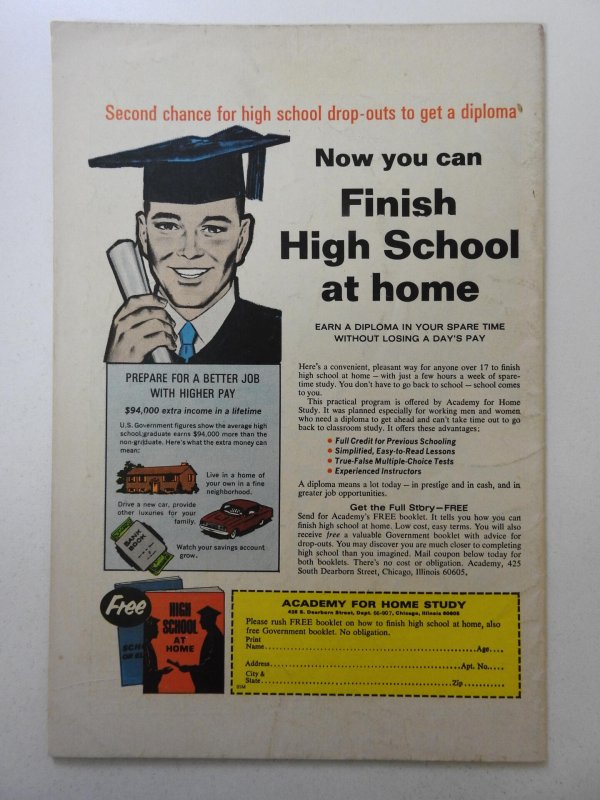 Second chance for high school drop-outs to get a diploma
Now you can
Finish
High School
at home
EARN A DIPLOMA IN YOUR SPARE TIME
WITHOUT LOSING A DAY'S PAY
PREPARE FOR A BETTER JOB
WITH HIGHER PAY
$94,000 extra income in a lifetime
U.S. Government figures show the average high
school graduate earns $94,000 more than the
non-graduate. Here's what the extra money can
mean:
Live in a home of
your own in a fine
neighborhood.
Drive a new car, provide
other luxuries for your
family.
BANK
BOOK
Watch your savings account
grow.
Here's a convenient, pleasant way for anyone over 17 to finish
high school at home – with just a few hours a week of spare-
time study. You don't have to go back to school – school comes
to you.
This practical program is offered by Academy for Home
Study. It was planned especially for working men and women
who need a diploma to get ahead and can't take time out to go
back to classroom study. It offers these advantages:
• Full Credit for Previous Schooling
• Simplified, Easy-to-Read Lessons
• True-False Multiple-Choice Tests
• Experienced Instructors
A diploma means a lot today – in prestige and in cash, and in
greater job opportunities.
Get the Full Story–FREE
Send for Academy's FREE booklet. It tells you how you can
finish high school at home. Low cost, easy terms. You will also
receive free a valuable Government booklet with advice for
drop-outs. You may discover you are much closer to completing
high school than you imagined. Mail coupon below today for
both booklets. There's no cost or obligation. Academy, 425
South Dearborn Street, Chicago, Illinois 60605.
Free
HIGH
SCHOOL
AT
HOME
ACADEMY FOR HOME STUDY
425 S. Dearborn Street, Dept. Chicago, Illinois 60605
Please rush FREE booklet on how to finish high school at home, also
free Government booklet. No obligation.
Print
Name..........Age....
Address..........Apt. No.....
City &
State..........Zip..........